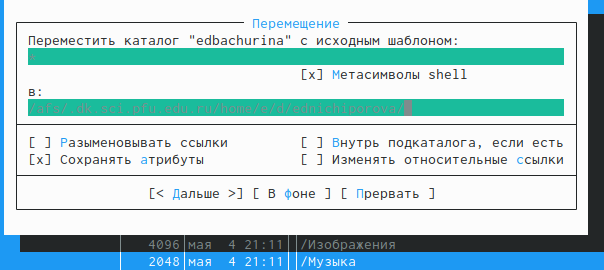 Перемещение
Переместить каталог "edbachurina" с исходным шаблоном:
*
[x] Метасимволы shell
в:
[ ] Разыменовывать ссылки [ ] Внутрь подкаталога, если есть
[x] Сохранять атрибуты [ ] Изменять относительные ссылки
[< Дальше >] [ В фоне ] [ Прервать ]
4096 мая 4 21:11 /Изображения
2048 мая 4 21:11 /Музыка